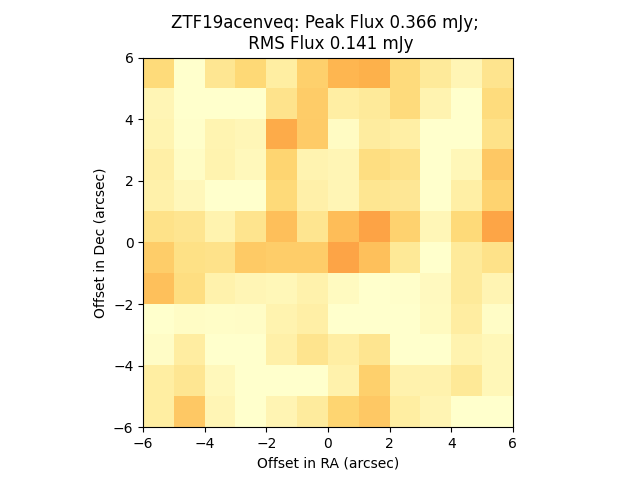 ZTF19acenveq: Peak Flux 0.366 mJy;
RMS Flux 0.141 mJy
6
4
2
0
−2
−4
−6
Offset in Dec (arcsec)
−6 −4 −2 0 2 4 6
Offset in RA (arcsec)